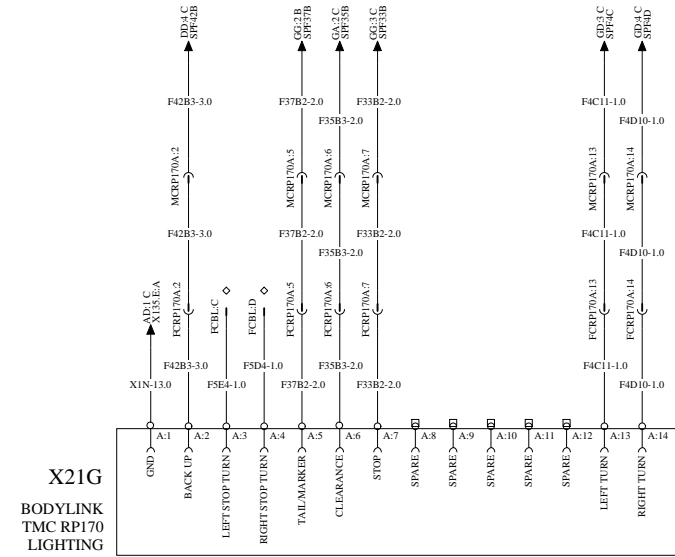 DD:4 C
SPF42B
GG:2 B
SPF37B
GA:2 C
SPF35B
GG:3 C
SPF33B
GD:3 C
SPF4C
GD:4 C
SPF4D
F42B3-3.0
F37B2-2.0
F33B2-2.0
F4C11-1.0
F35B3-2.0
F4D10-1.0
MCRP170A:2
MCRP170A:5
MCRP170A:6
MCRP170A:7
MCRP170A:13
MCRP170A:14
F42B3-3.0
F37B2-2.0
F33B2-2.0
F4C11-1.0
F35B3-2.0
F4D10-1.0
AD:1 C
X135.E:A
FCRP170A:2
FCBL:C
FCBL:D
FCRP170A:5
FCRP170A:6
FCRP170A:7
FCRP170A:13
FCRP170A:14
F42B3-3.0
F5D4-1.0
F35B3-2.0
F4C11-1.0
X1N-13.0
F5E4-1.0
F37B2-2.0
F33B2-2.0
F4D10-1.0
A:1 A:2 A:3 A:4 A:5 A:6 A:7 A:8 A:9 A:10 A:11 A:12 A:13 A:14
GND
BACK UP
LEFT STOP TURN
RIGHT STOP TURN
TAIL/MARKER
CLEARANCE
STOP
SPARE
SPARE
SPARE
SPARE
SPARE
LEFT TURN
RIGHT TURN
X21G
BODYLINK
TMC RP170
LIGHTING